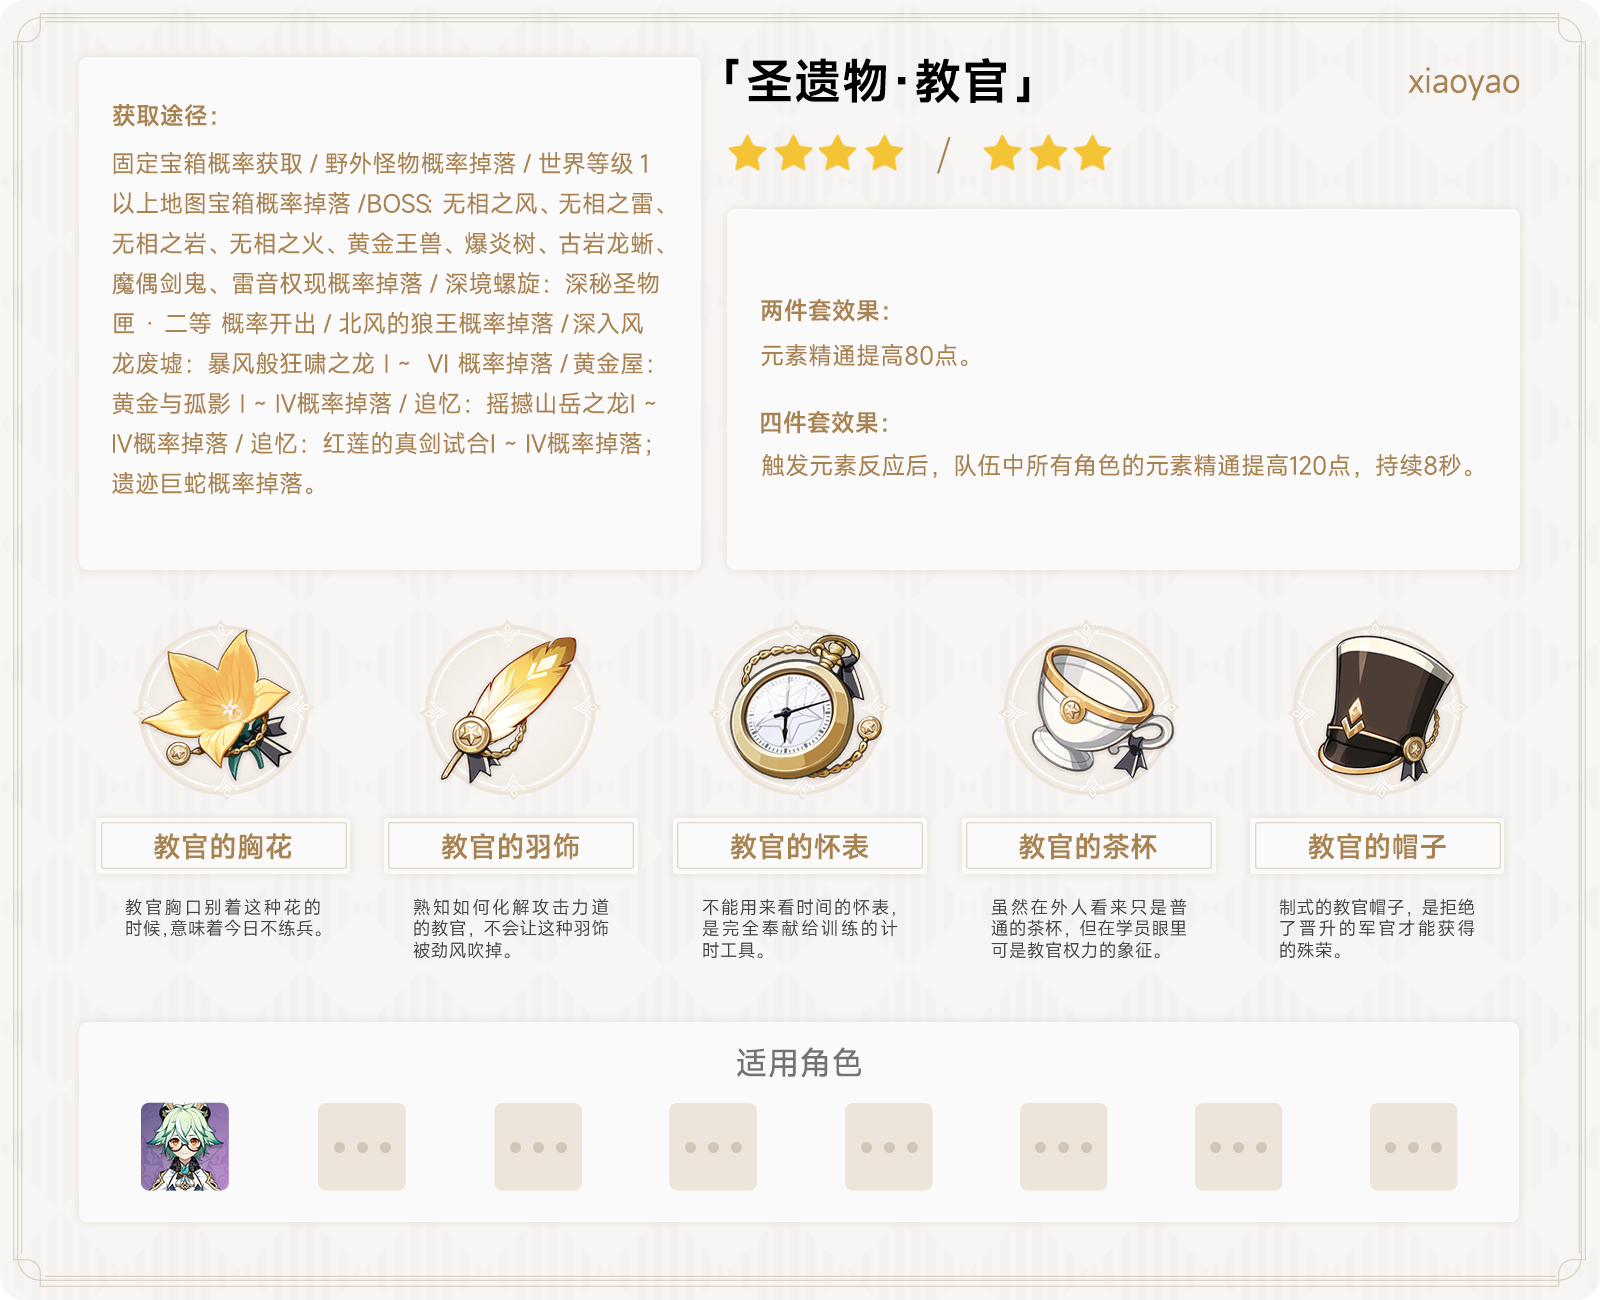 获取途径：
固定宝箱概率获取 / 野外怪物概率掉落 / 世界等级 1
以上地图宝箱概率掉落 /BOSS: 无相之风、无相之雷、
无相之岩、无相之火、黄金王兽、爆炎树、古岩龙蜥、
魔偶剑鬼、雷音权现概率掉落 / 深境螺旋：深秘圣物
匣 · 二等 概率开出 / 北风的狼王概率掉落 /深入风
龙废墟：暴风般狂啸之龙 I ~ VI 概率掉落 /黄金屋：
黄金与孤影 I ~ IV概率掉落 / 追忆：摇撼山岳之龙I ~
IV概率掉落 / 追忆：红莲的真剑试合I ~ IV概率掉落；
遗迹巨蛇概率掉落。
「圣遗物·教官」
xiaoyao
/
两件套效果：
元素精通提高80点。
四件套效果：
触发元素反应后，队伍中所有角色的元素精通提高120点，持续8秒。
教官的胸花
教官胸口别着这种花的
时候,意味着今日不练兵。
教官的羽饰
熟知如何化解攻击力道
的教官，不会让这种羽饰
被劲风吹掉。
教官的怀表
不能用来看时间的怀表，
是完全奉献给训练的计
时工具。
教官的茶杯
虽然在外人看来只是普
通的茶杯，但在学员眼里
可是教官权力的象征。
教官的帽子
制式的教官帽子，是拒绝
了晋升的军官才能获得
的殊荣。
适用角色